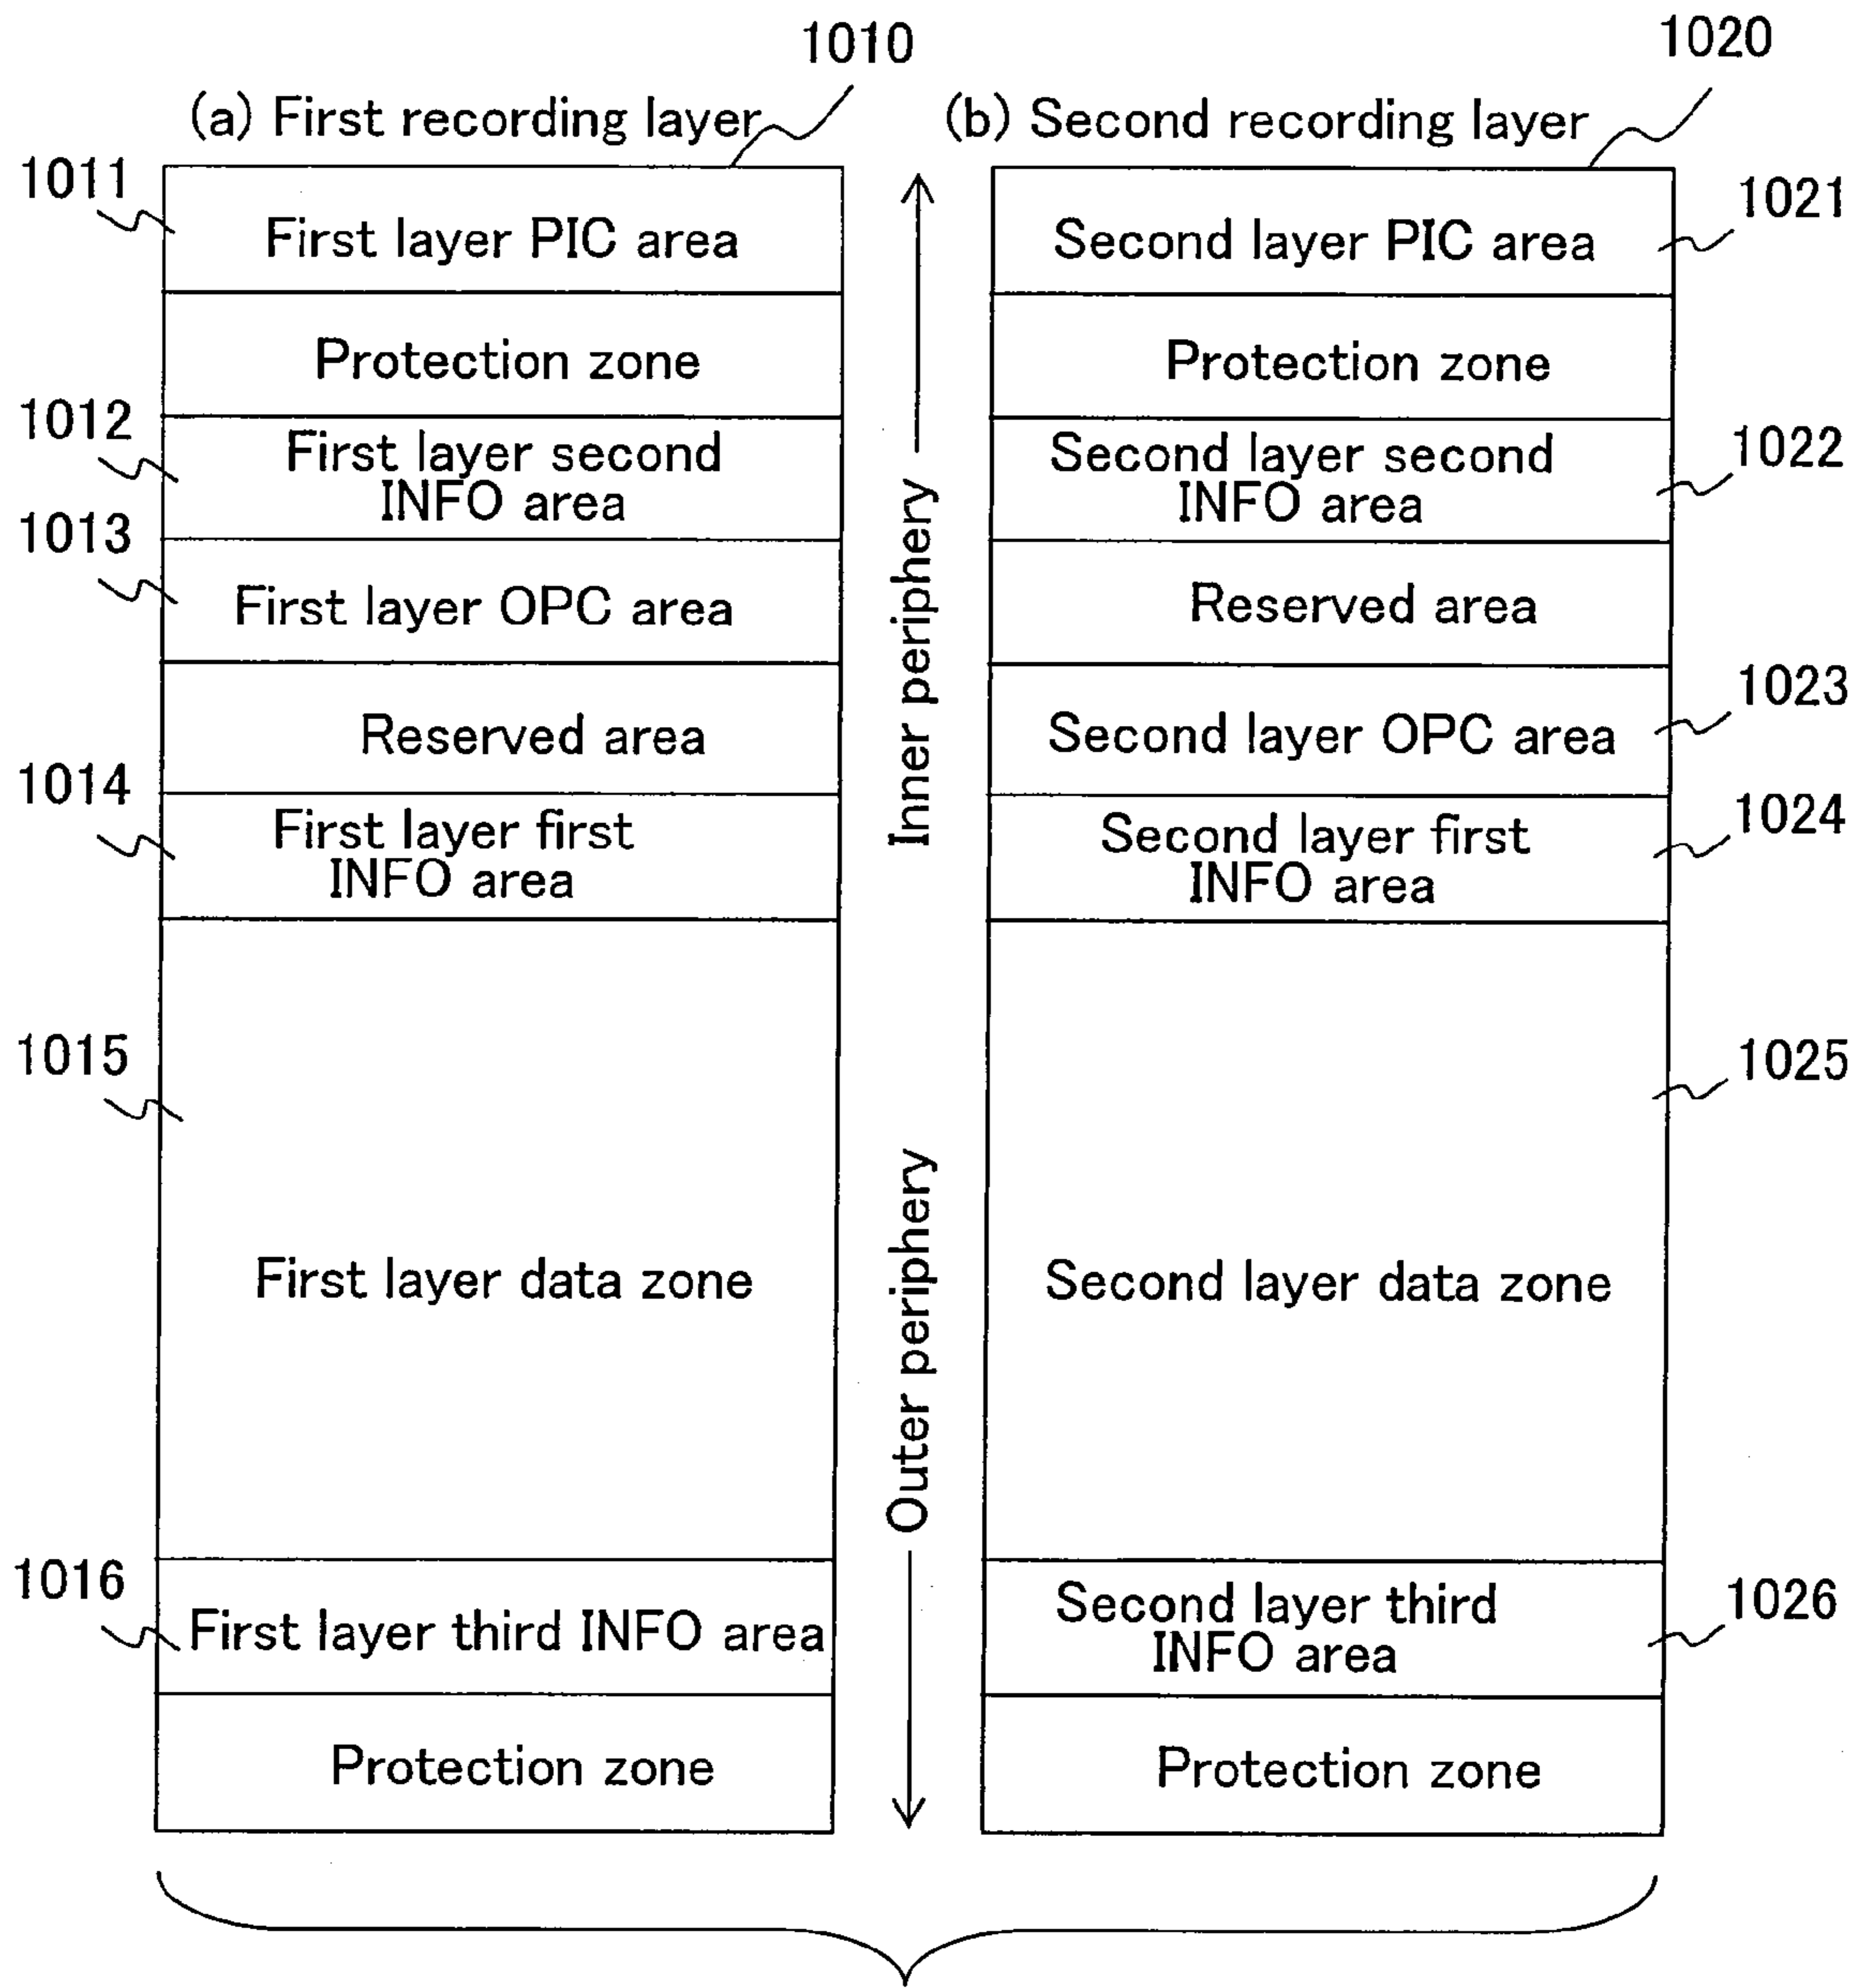 1010
1020
(a) First recording layer
(b) Second recording layer
1011
First layer PIC area
Protection zone
1012
First layer second
INFO area
1013
First layer OPC area
Reserved area
1014
First layer first
INFO area
1015
First layer data zone
1016
First layer third INFO area
Protection zone
Inner periphery
Outer periphery
1021
Second layer PIC area
Protection zone
1022
Second layer second
INFO area
Reserved area
1023
Second layer OPC area
1024
Second layer first
INFO area
1025
Second layer data zone
1026
Second layer third
INFO area
Protection zone